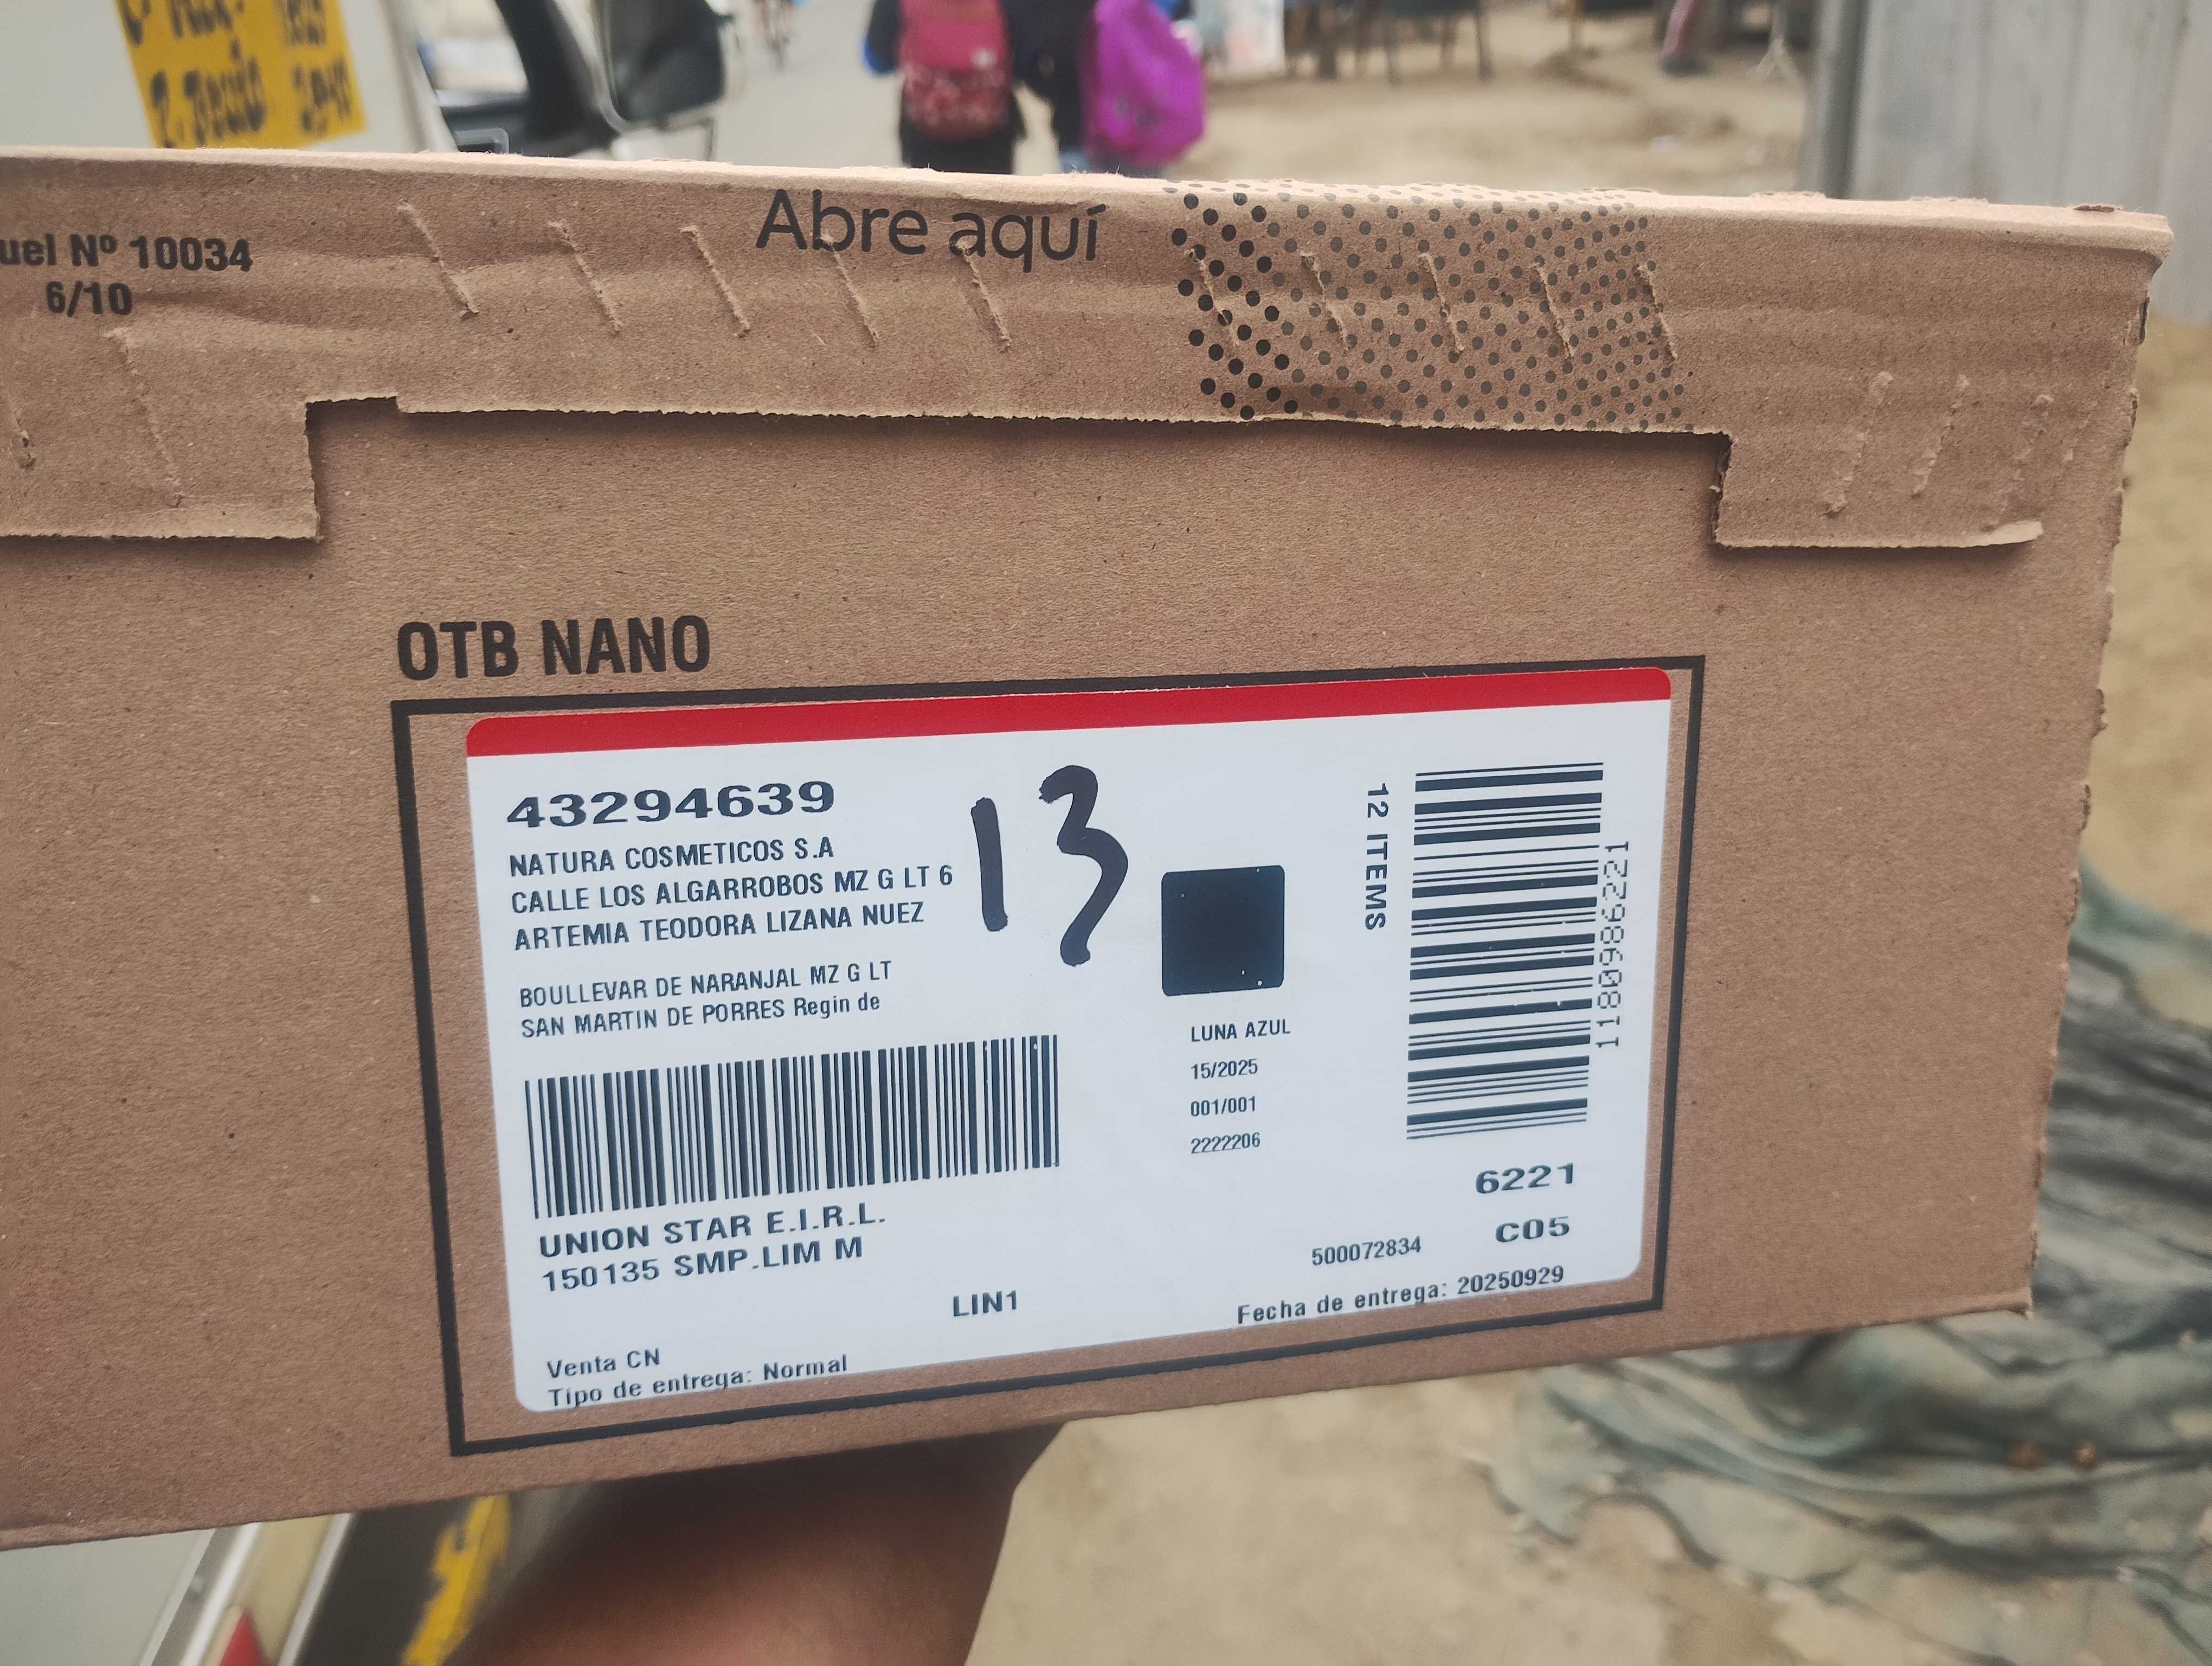 uel Nº 10034
6/10
Abre aquí
OTB NANO
43294639
NATURA COSMETICOS S.A
CALLE LOS ALGARROBOS MZ G LT 6
ARTEMIA TEODORA LIZANA NUEZ
BOULLEVAR DE NARANJAL MZ G LT
SAN MARTIN DE PORRES Regin de
13
12 ITEMS
1180986221
LUNA AZUL
15/2025
001/001
2222206
UNION STAR E.I.R.L.
150135 SMP.LIM M
6221
C05
500072834
LIN1
Fecha de entrega: 20250929
Venta CN
Tipo de entrega: Normal